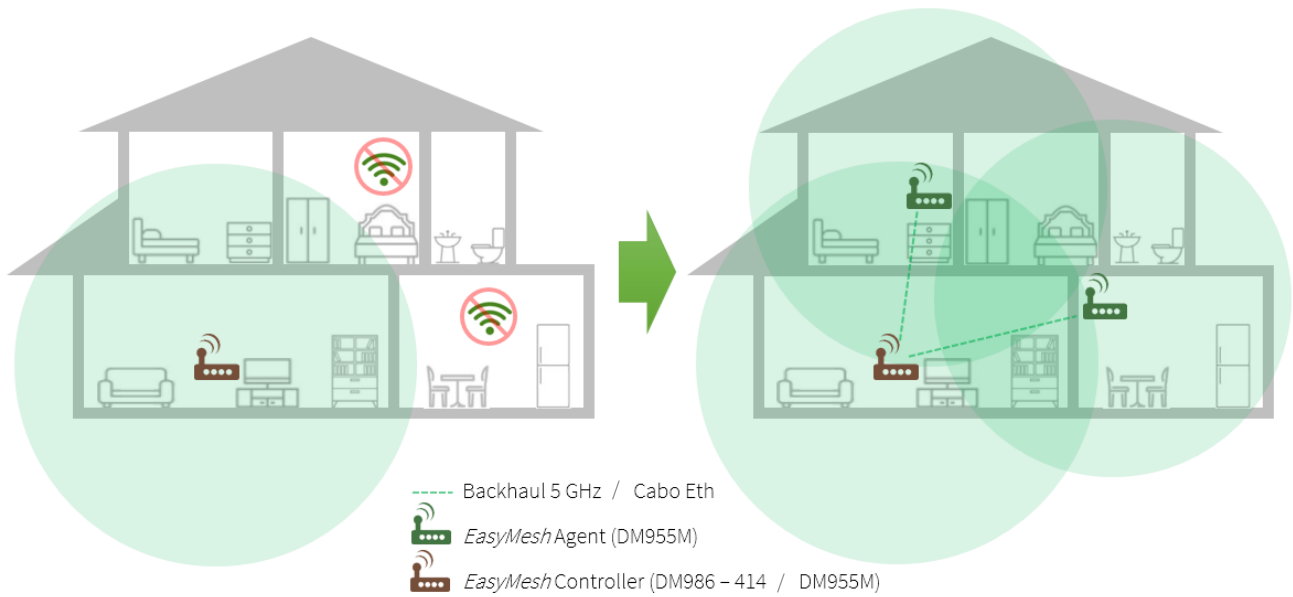 Backhaul 5 GHz / Cabo Eth
EasyMesh Agent (DM955M)
EasyMesh Controller (DM986 – 414 / DM955M)